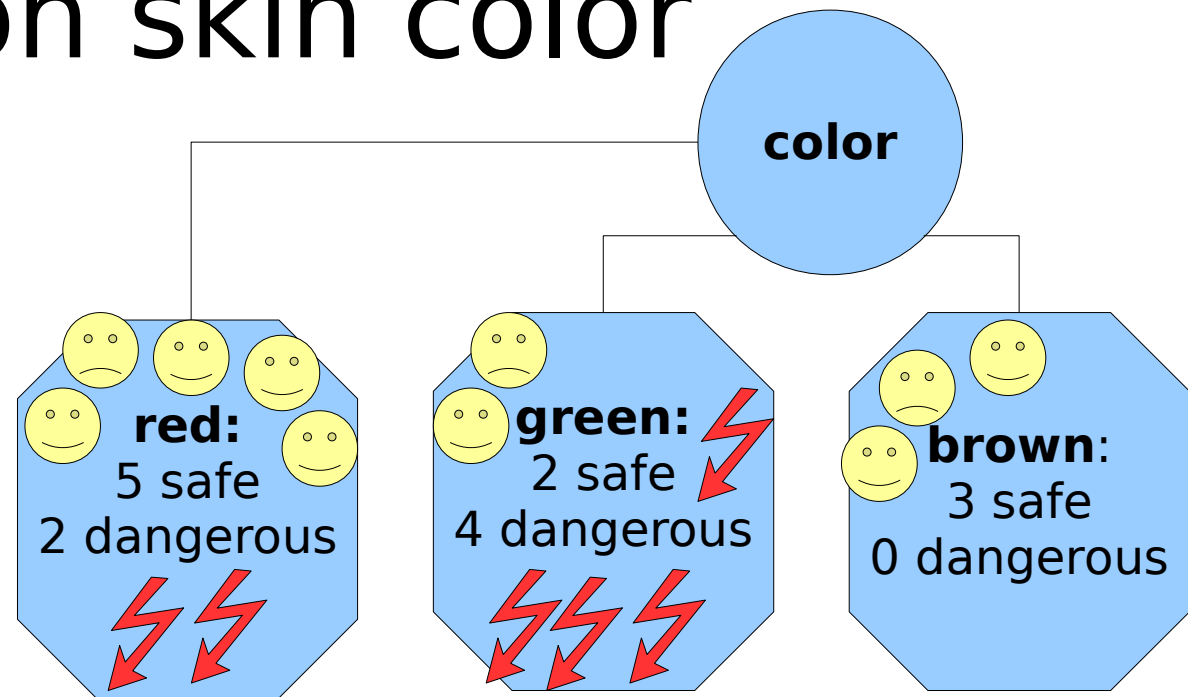 on skin color
color
red:
5 safe
2 dangerous
green:
2 safe
4 dangerous
brown:
3 safe
0 dangerous